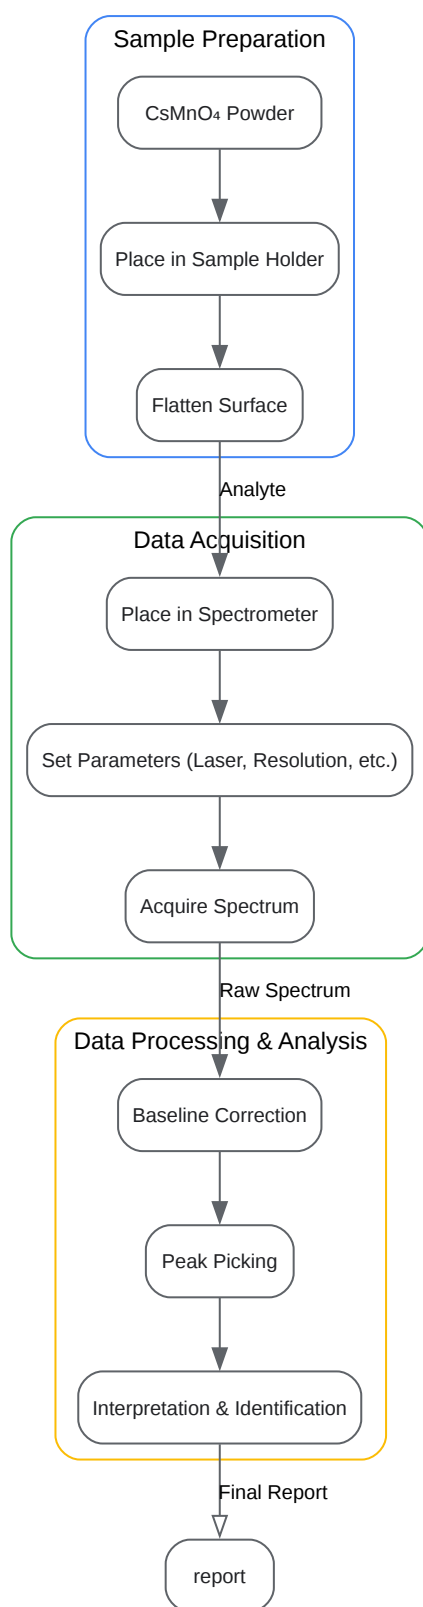 Sample Preparation
CsMnO₄ Powder
Place in Sample Holder
Flatten Surface
Analyte
Data Acquisition
Place in Spectrometer
Set Parameters (Laser, Resolution, etc.)
Acquire Spectrum
Raw Spectrum
Data Processing & Analysis
Baseline Correction
Peak Picking
Interpretation & Identification
Final Report
report